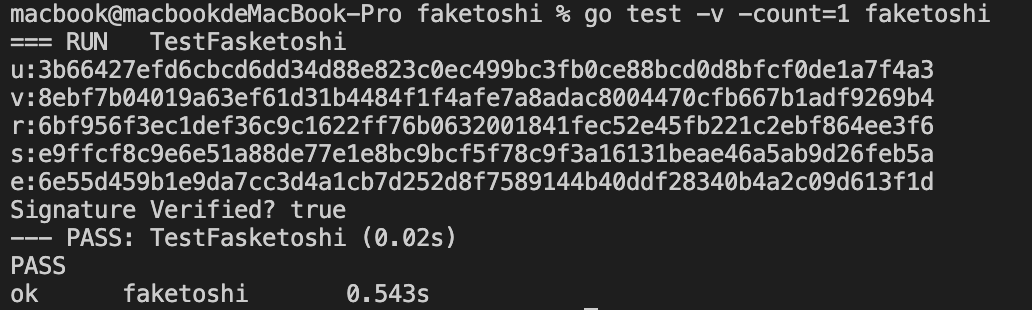 macbook@macbookdeMacBook-Pro faketoshi % go test -v -count=1 faketoshi
=== RUN   TestFasketoshi
u:3b66427efd6cbcd6dd34d88e823c0ec499bc3fb0ce88bcd0d8bfcf0de1a7f4a3
v:8ebf7b04019a63ef61d31b4484f1f4afe7a8adac8004470cfb667b1adf9269b4
r:6bf956f3ec1def36c9c1622ff76b0632001841fec52e45fb221c2ebf864ee3f6
s:e9ffcf8c9e6e51a88de77e1e8bc9bcf5f78c9f3a16131beae46a5ab9d26feb5a
e:6e55d459b1e9da7cc3d4a1cb7d252d8f7589144b40ddf28340b4a2c09d613f1d
Signature Verified? true
--- PASS: TestFasketoshi (0.02s)
PASS
ok      faketoshi       0.543s